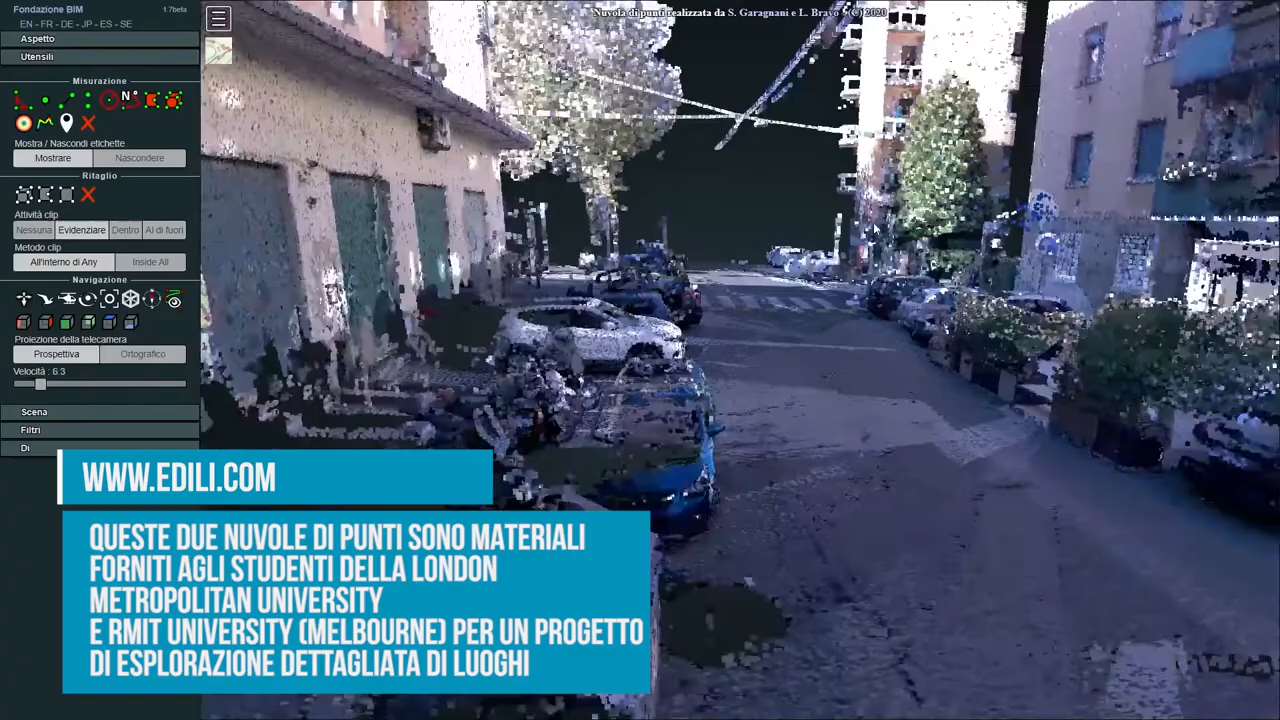 Fondazione BIM
1.7beta
EN - FR - DE - JP - ES - SE
Aspetto
Utensili
Misurazione
N°
Mostra / Nascondi etichette
Mostrare
Nascondere
Ritaglio
Attività clip
Nessuna
Evidenziare
Dentro
Al di fuori
Metodo clip
All'interno di Any
Inside All
Navigazione
Proiezione della telecamera
Prospettiva
Ortografico
Velocità : 6.3
Scena
Filtri
Di
Nuvola di punti realizzata da S. Garagnani e L. Bravo - (C) 2020
WWW.EDILI.COM
QUESTE DUE NUVOLE DI PUNTI SONO MATERIALI
FORNITI AGLI STUDENTI DELLA LONDON
METROPOLITAN UNIVERSITY
E RMIT UNIVERSITY (MELBOURNE) PER UN PROGETTO
DI ESPLORAZIONE DETTAGLIATA DI LUOGHI